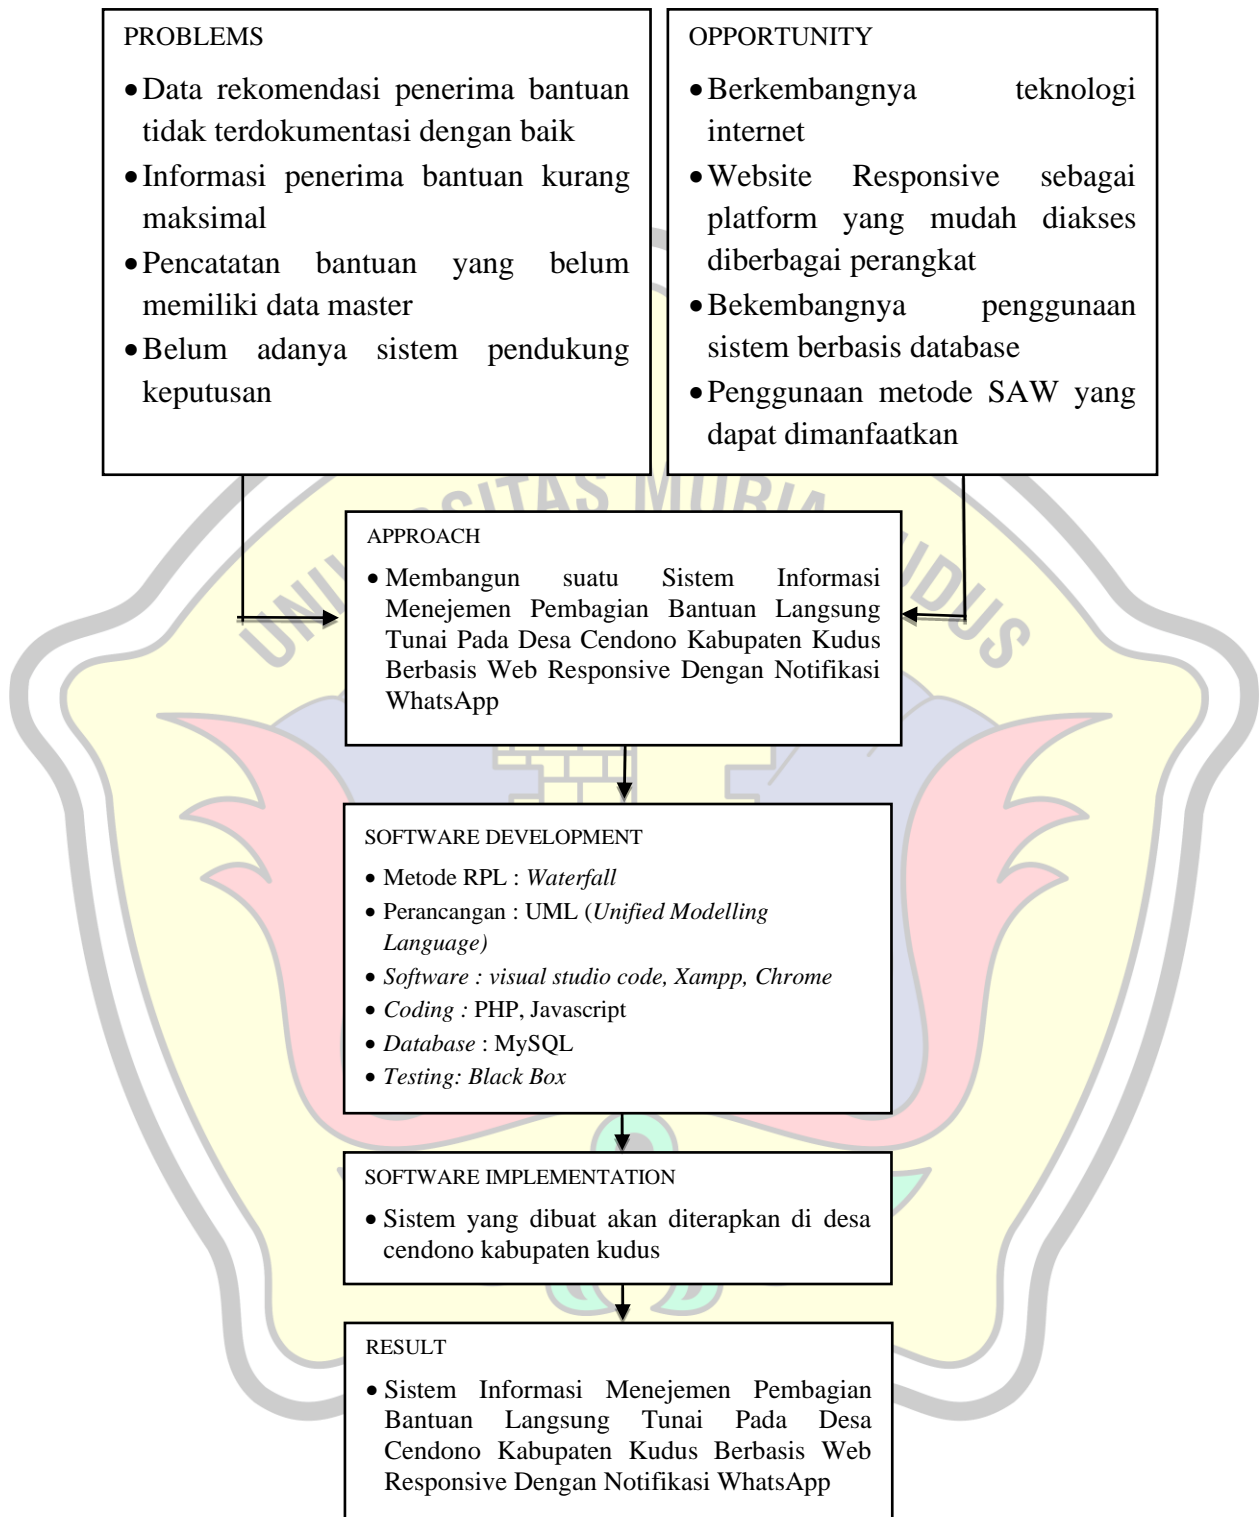 PROBLEMS
•Data rekomendasi penerima bantuan
tidak terdokumentasi dengan baik
•Informasi penerima bantuan kurang
maksimal
•Pencatatan bantuan yang belum
memiliki data master
•Belum adanya sistem pendukung
keputusan
OPPORTUNITY
•Berkembangnya teknologi
internet
•Website Responsive sebagai
platform yang mudah diakses
diberbagai perangkat
•Bekembangnya penggunaan
sistem berbasis database
•Penggunaan metode SAW yang
dapat dimanfaatkan
APPROACH
• Membangun suatu Sistem Informasi
Menejemen Pembagian Bantuan Langsung
Tunai Pada Desa Cendono Kabupaten Kudus
Berbasis Web Responsive Dengan Notifikasi
WhatsApp
SOFTWARE DEVELOPMENT
• Metode RPL : Waterfall
• Perancangan : UML (Unified Modelling
Language)
• Software : visual studio code, Xampp, Chrome
• Coding : PHP, Javascript
• Database : MySQL
• Testing: Black Box
SOFTWARE IMPLEMENTATION
• Sistem yang dibuat akan diterapkan di desa
cendono kabupaten kudus
RESULT
• Sistem Informasi Menejemen Pembagian
Bantuan Langsung Tunai Pada Desa
Cendono Kabupaten Kudus Berbasis Web
Responsive Dengan Notifikasi WhatsApp